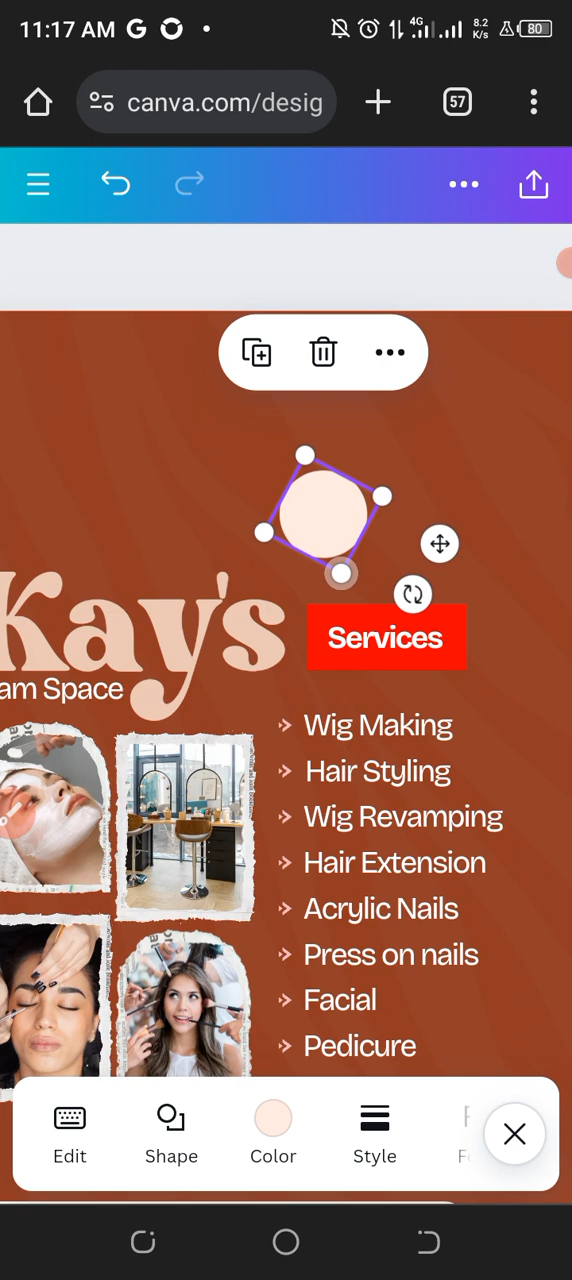 11:17 AM
4G
8.2
K/s
80
canva.com/desig
57
Kay's
am Space
Services
Wig Making
Hair Styling
Wig Revamping
Hair Extension
Acrylic Nails
Press on nails
Facial
Pedicure
Edit
Shape
Color
Style